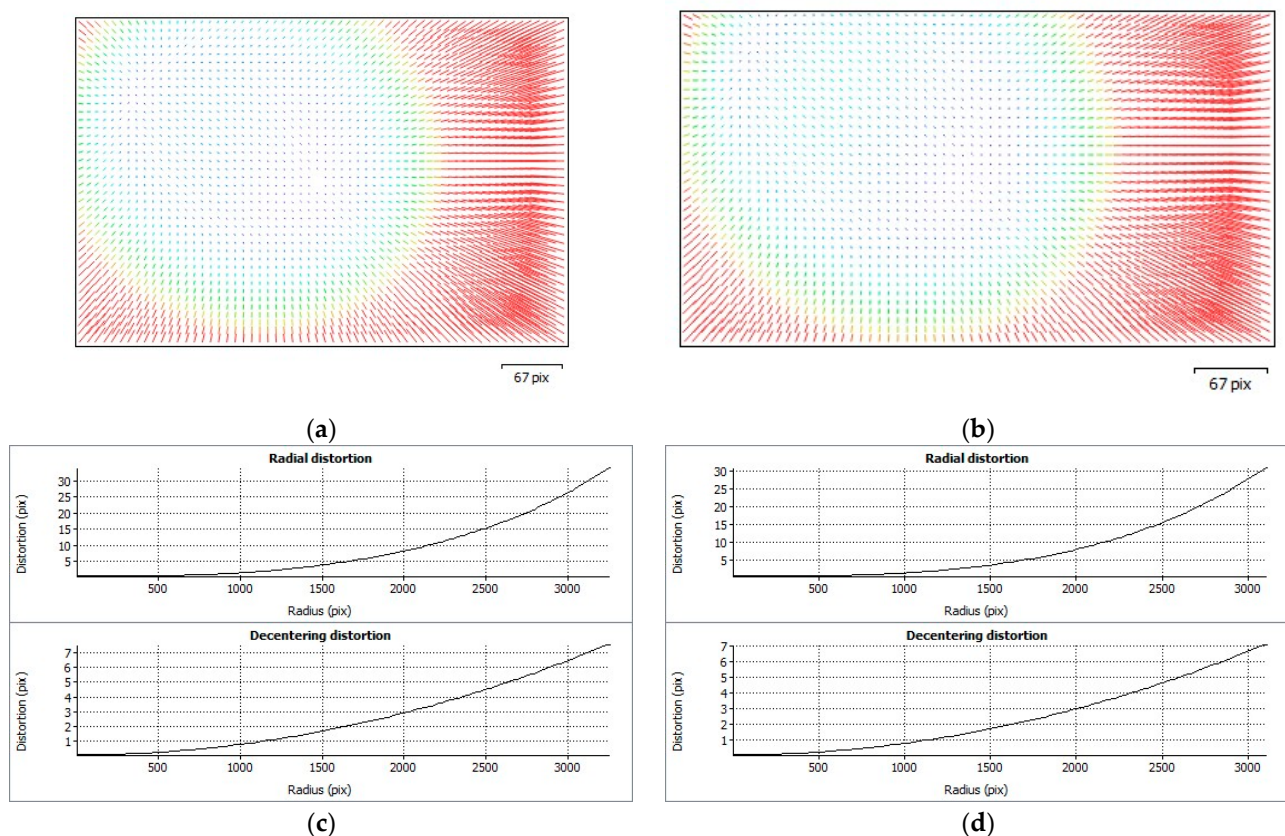 67 pix
67 pix
(a)
(b)
Radial distortion
Distortion (pix)
30
25
20
15
10
5
500 1000 1500 2000 2500 3000
Radius (pix)
Decentering distortion
Distortion (pix)
7
6
5
4
3
2
1
500 1000 1500 2000 2500 3000
Radius (pix)
(c)
Radial distortion
Distortion (pix)
30
25
20
15
10
5
500 1000 1500 2000 2500 3000
Radius (pix)
Decentering distortion
Distortion (pix)
7
6
5
4
3
2
1
500 1000 1500 2000 2500 3000
Radius (pix)
(d)